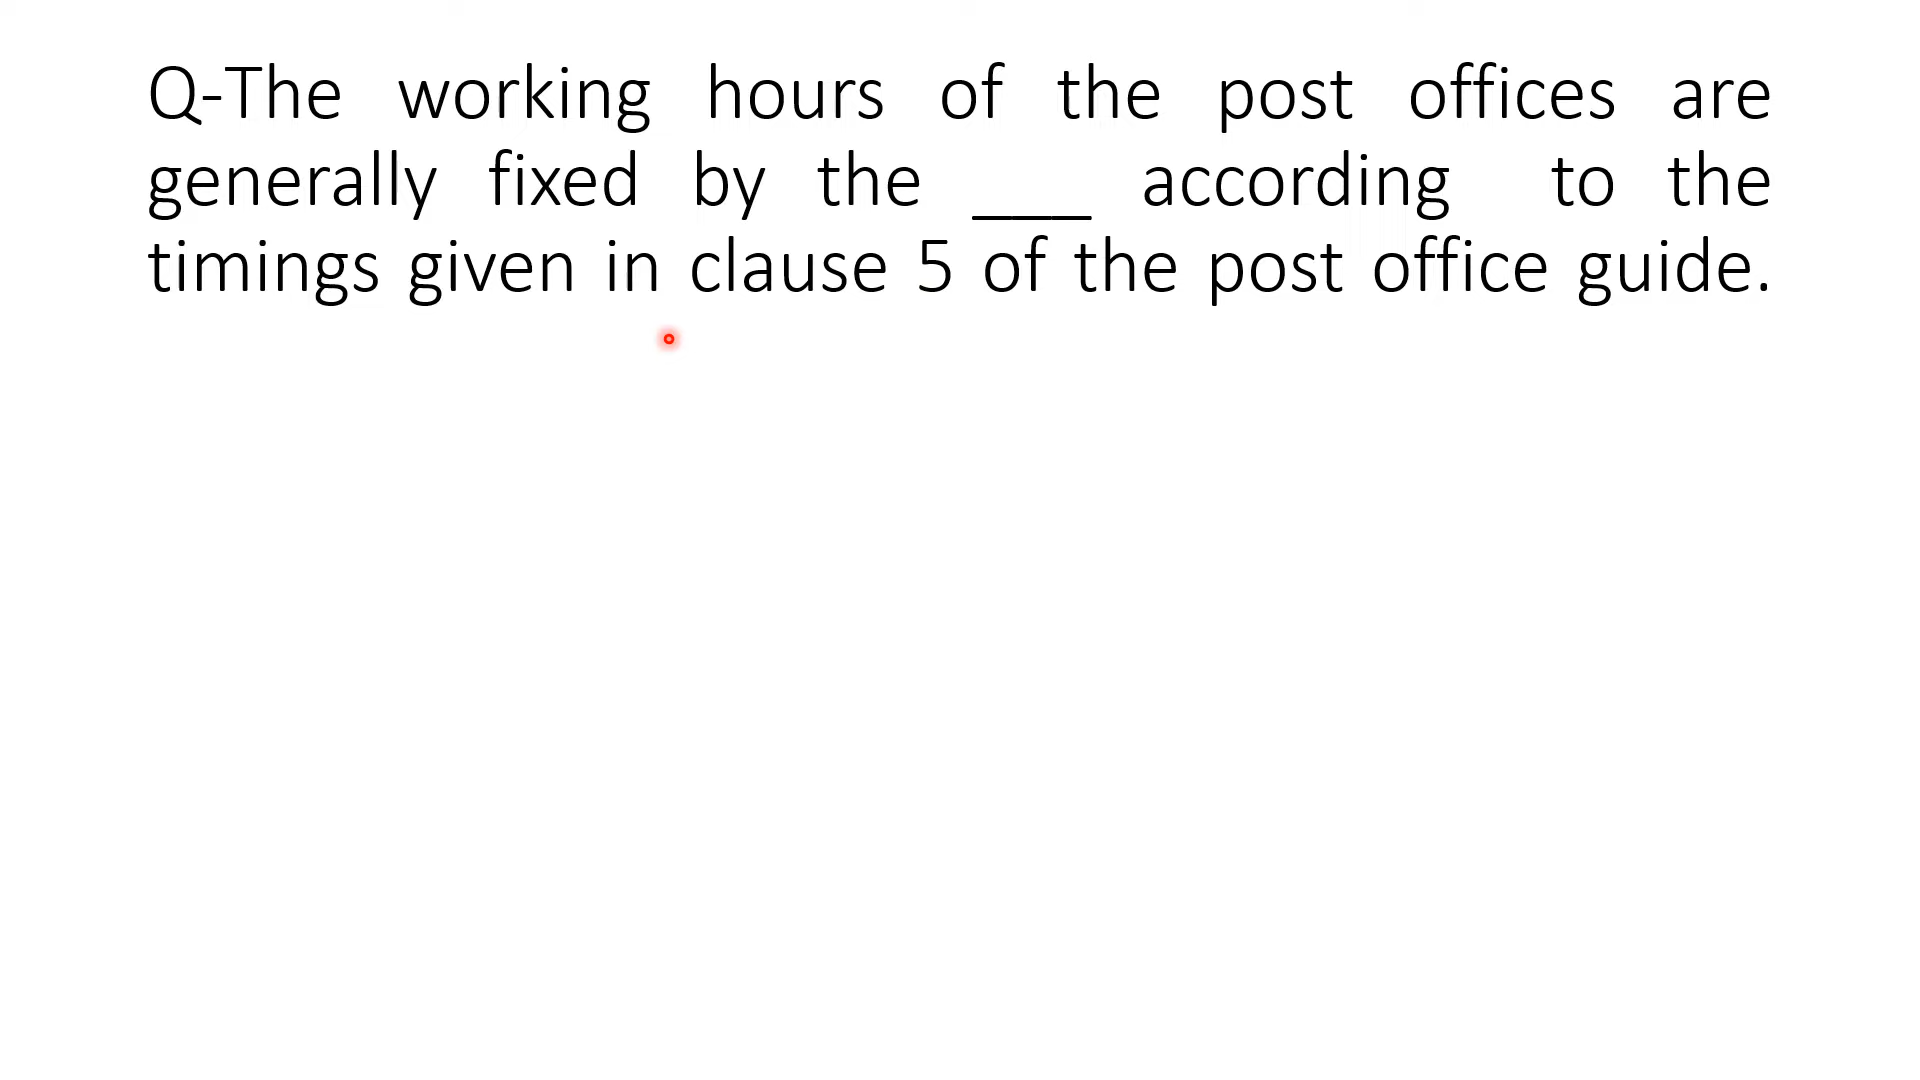 Q-The working hours of the post offices are
generally fixed by the ___ according to the
timings given in clause 5 of the post office guide.